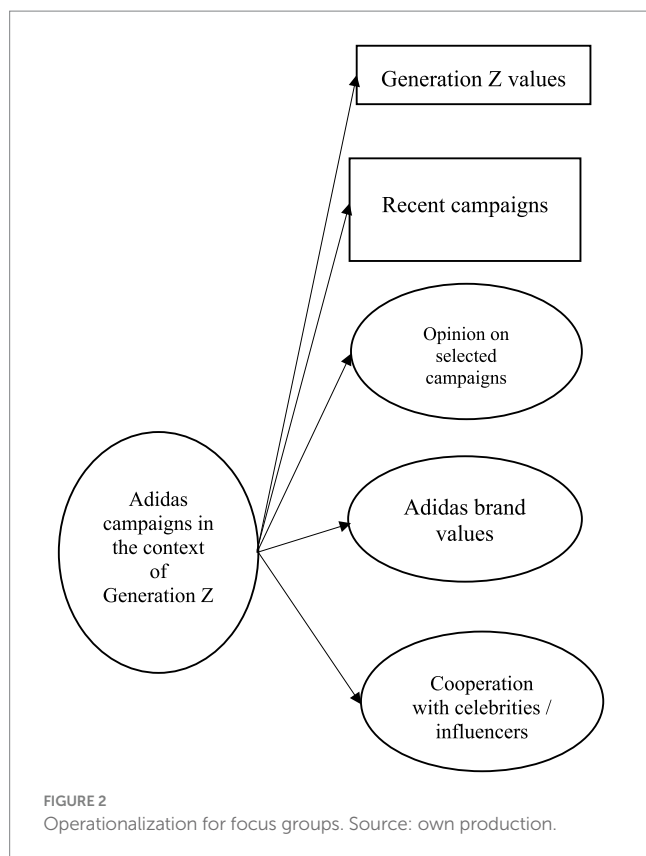 Generation Z values
Recent campaigns
Opinion on
selected
campaigns
Adidas
campaigns in
the context
of
Generation Z
Adidas brand
values
Cooperation
with celebrities /
influencers
FIGURE 2
Operationalization for focus groups. Source: own production.